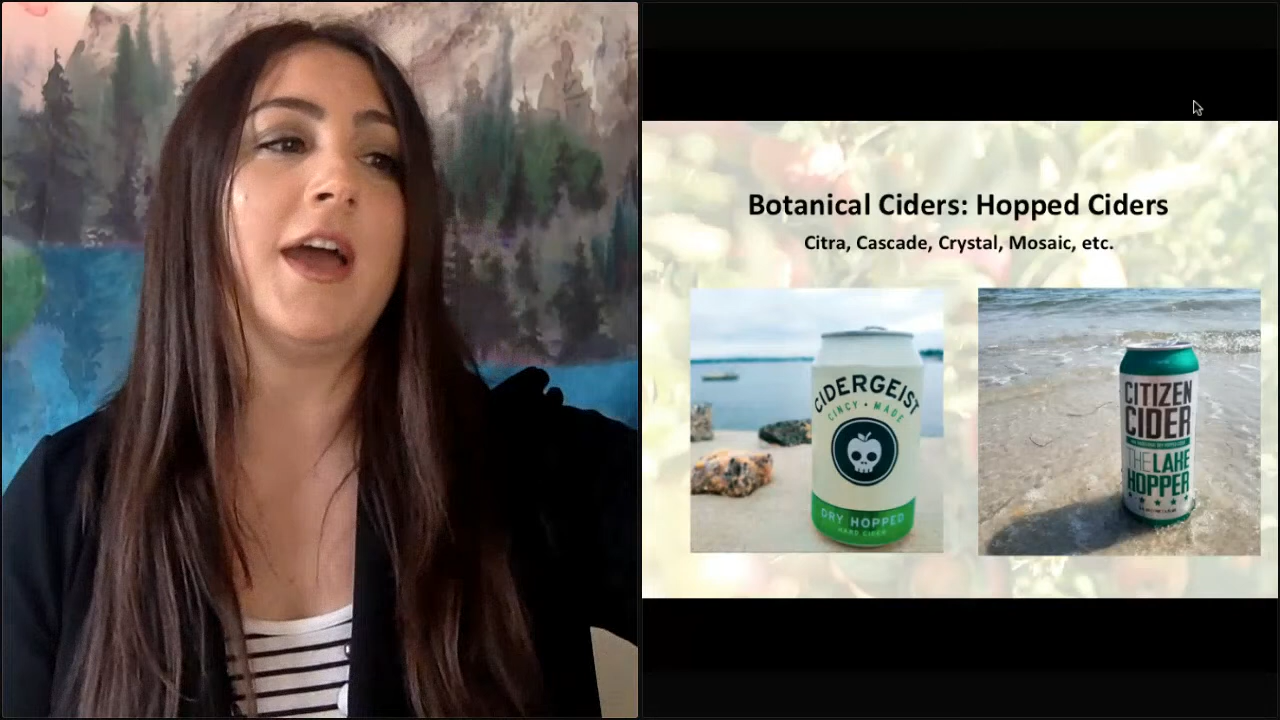 Botanical Ciders: Hopped Ciders
Citra, Cascade, Crystal, Mosaic, etc.
CIDERGEIST
CINCY • MADE
DRY HOPPED
HARD CIDER
CITIZEN
CIDER
THE LAKE
HOPPER